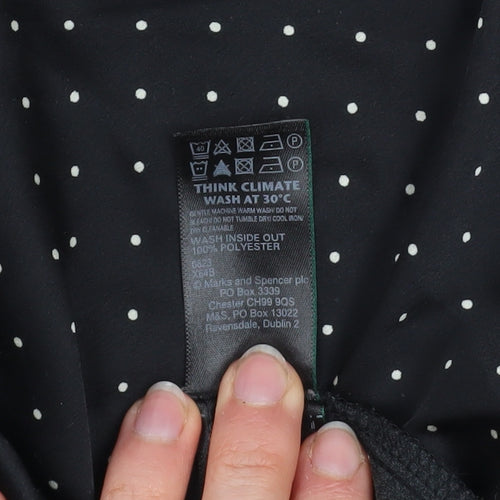 40 P
P
THINK CLIMATE
WASH AT 30°C
GENTLE MACHINE WARM WASH/ DO NOT
BLEACH/ DO NOT TUMBLE DRY/ COOL IRON/
DRY CLEANABLE
WASH INSIDE OUT
100% POLYESTER
© Marks and Spencer plc
PO Box 3339
Chester CH99 9QS
M&S, PO Box 13022
Ravensdale, Dublin 2